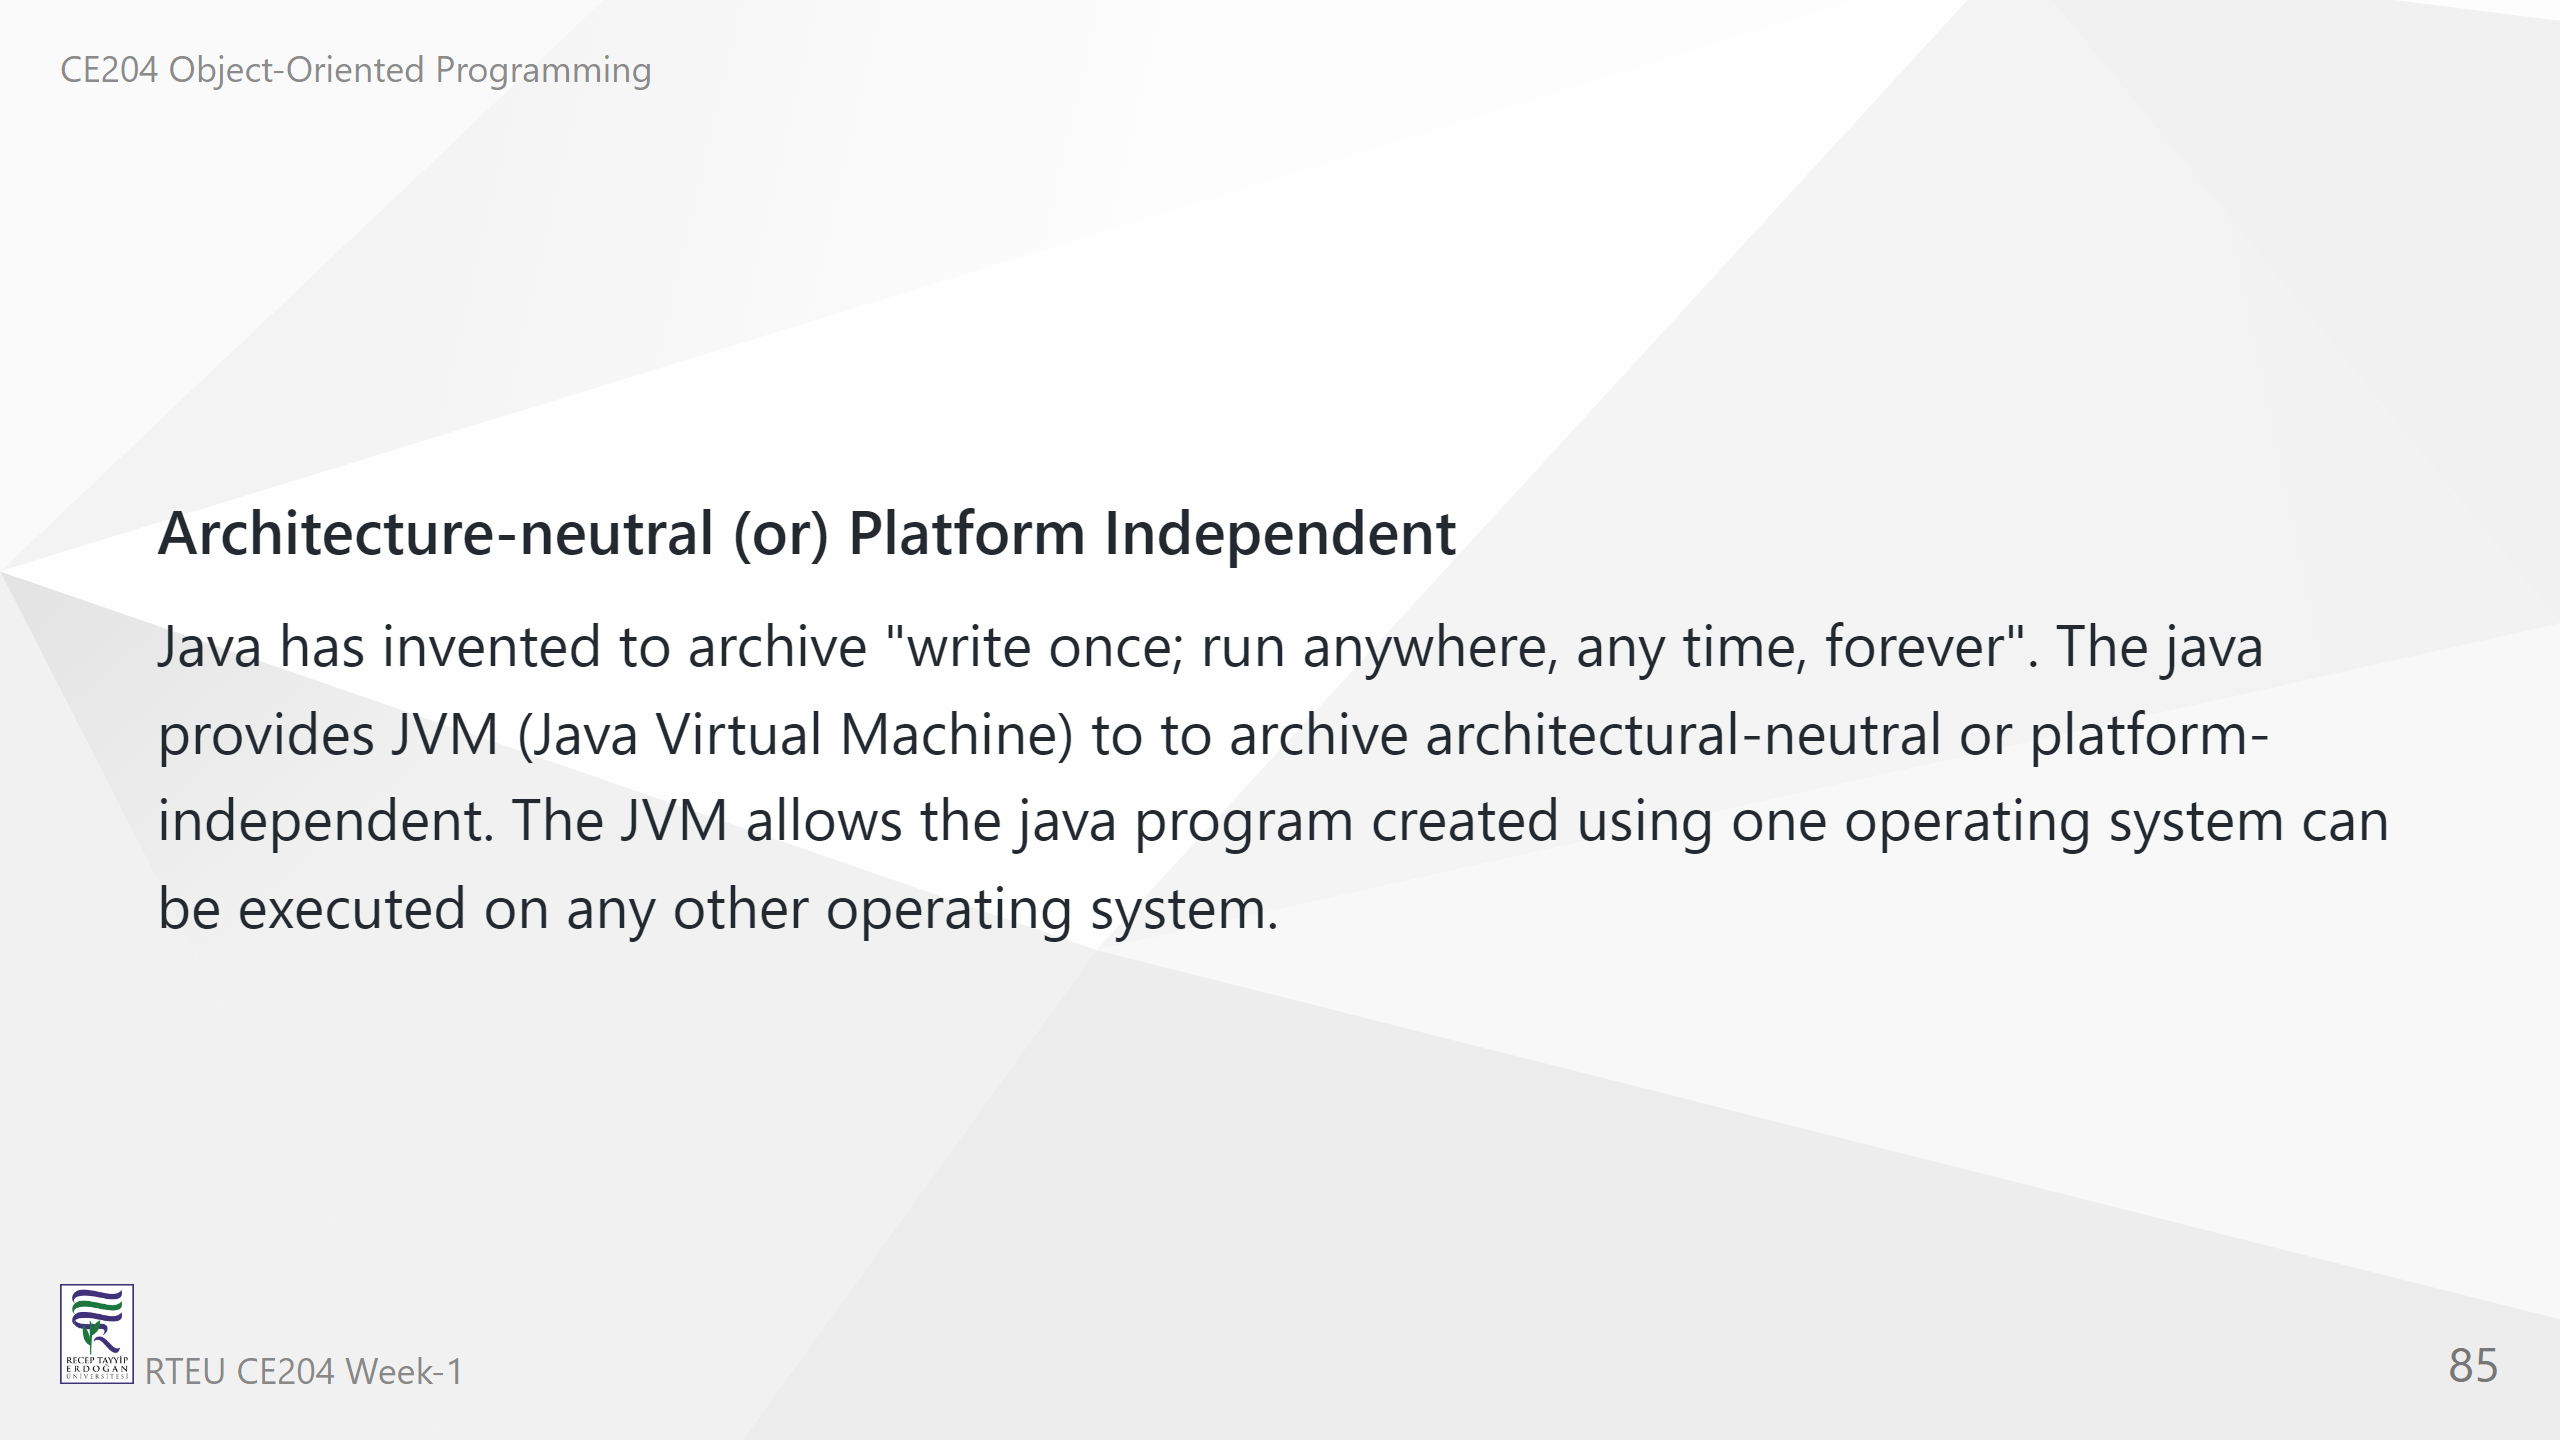 CE204 Object-Oriented Programming
Architecture-neutral (or) Platform Independent
Java has invented to archive "write once; run anywhere, any time, forever". The java
provides JVM (Java Virtual Machine) to to archive architectural-neutral or platform-
independent. The JVM allows the java program created using one operating system can
be executed on any other operating system.
RECEP TAYYİP
ERDOĞAN
ÜNİVERSİTESİ
RTEU CE204 Week-1
85